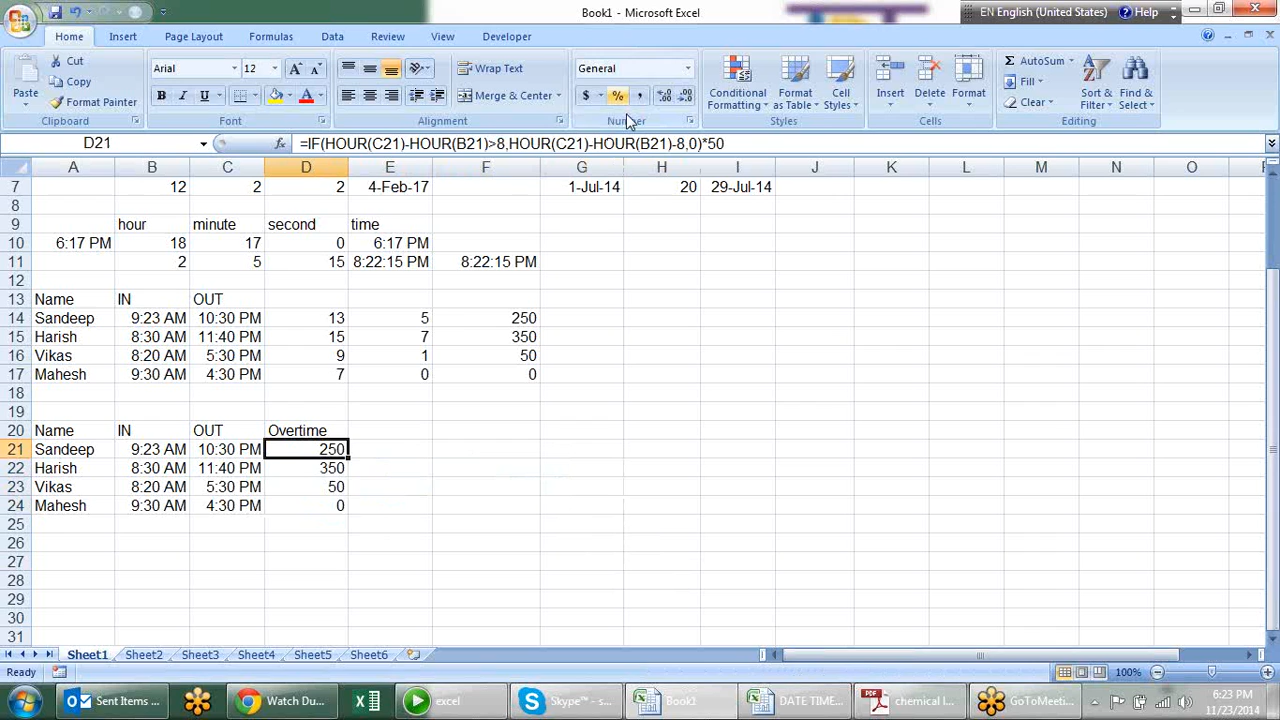 Book1 - Microsoft Excel
EN English (United States)
Help
Home Insert Page Layout Formulas Data Review View Developer
Paste
Cut
Copy
Format Painter
Clipboard
Arial 12
B I U
Font
Wrap Text
Merge & Center
Alignment
General
$ % ,
Number
Conditional Formatting
Format as Table
Cell Styles
Styles
Insert Delete Format
Cells
Σ AutoSum
Fill
Clear
Sort & Filter
Find & Select
Editing
D21 fx =IF(HOUR(C21)-HOUR(B21)>8,HOUR(C21)-HOUR(B21)-8,0)*50
A B C D E F G H I J K L M N O
7 12 2 2 4-Feb-17 1-Jul-14 20 29-Jul-14
8
9 hour minute second time
10 6:17 PM 18 17 0 6:17 PM
11 2 5 15 8:22:15 PM 8:22:15 PM
12
13 Name IN OUT
14 Sandeep 9:23 AM 10:30 PM 13 5 250
15 Harish 8:30 AM 11:40 PM 15 7 350
16 Vikas 8:20 AM 5:30 PM 9 1 50
17 Mahesh 9:30 AM 4:30 PM 7 0 0
18
19
20 Name IN OUT Overtime
21 Sandeep 9:23 AM 10:30 PM 250
22 Harish 8:30 AM 11:40 PM 350
23 Vikas 8:20 AM 5:30 PM 50
24 Mahesh 9:30 AM 4:30 PM 0
25
26
27
28
29
30
31
Sheet1 Sheet2 Sheet3 Sheet4 Sheet5 Sheet6
Ready 100%
Sent Items ... Watch Du... excel Skype™ - s... Book1 DATE TIME... chemical l... GoToMeeti...
6:23 PM
11/23/2014